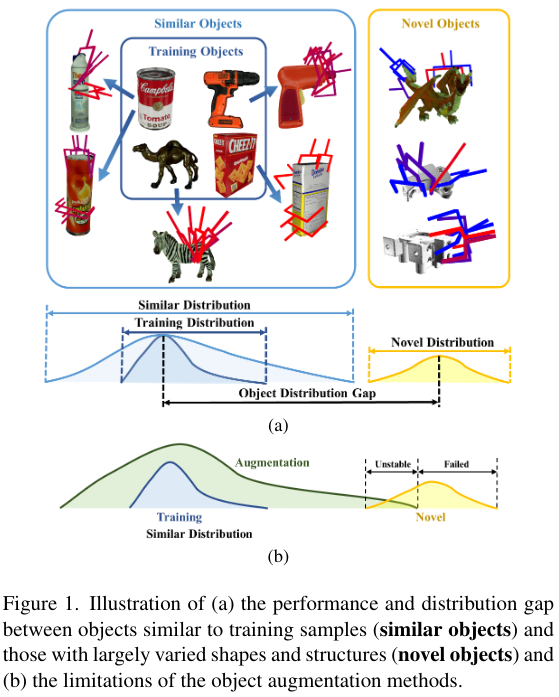 Similar Objects
Novel Objects
Training Objects
Campbell's
Tomato
SOUP
CHEEZ-IT
Similar Distribution
Training Distribution
Novel Distribution
Object Distribution Gap
(a)
Augmentation
Unstable
Failed
Training
Novel
Similar Distribution
(b)
Figure 1. Illustration of (a) the performance and distribution gap
between objects similar to training samples (similar objects) and
those with largely varied shapes and structures (novel objects) and
(b) the limitations of the object augmentation methods.